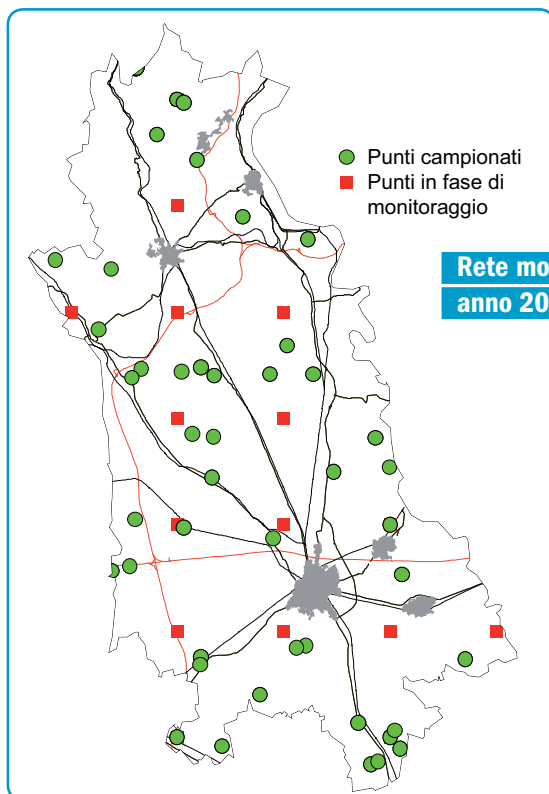 Punti campionati
Punti in fase di
monitoraggio
Rete mo
anno 20